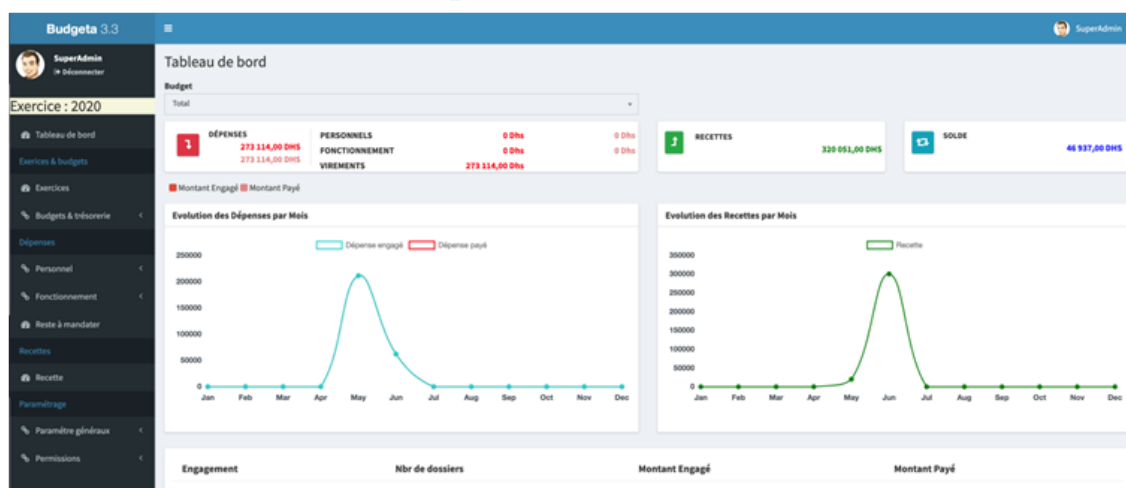 Budgeta 3.3
SuperAdmin
SuperAdmin
Déconnecter
Exercice : 2020
Tableau de bord
Exerices & budgets
Exercices
Budgets & trésorerie
Dépenses
Personnel
Fonctionnement
Reste à mandater
Recettes
Recette
Paramétrage
Paramétre généraux
Permissions
Tableau de bord
Budget
Total
DÉPENSES
273 114,00 DHS
273 114,00 DHS
PERSONNELS 0 Dhs 0 Dhs
FONCTIONNEMENT 0 Dhs 0 Dhs
VIREMENTS 273 114,00 Dhs
RECETTES
320 051,00 DHS
SOLDE
46 937,00 DHS
Montant Engagé Montant Payé
Evolution des Dépenses par Mois
Dépense engagé Dépense payé
250000
200000
150000
100000
50000
0
Jan Feb Mar Apr May Jun Jul Aug Sep Oct Nov Dec
Evolution des Recettes par Mois
Recette
350000
300000
250000
200000
150000
100000
50000
0
Jan Feb Mar Apr May Jun Jul Aug Sep Oct Nov Dec
Engagement Nbr de dossiers Montant Engagé Montant Payé